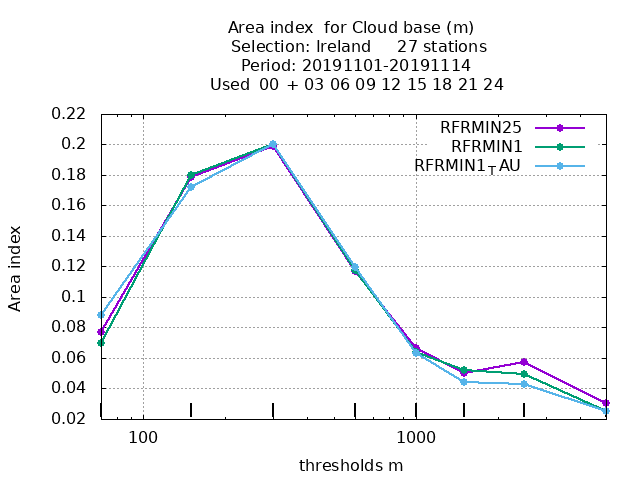 Area index  for Cloud base (m)
Selection: Ireland     27 stations
Period: 20191101-20191114
Used  00 + 03 06 09 12 15 18 21 24
0.22
0.2
0.18
0.16
0.14
0.12
0.1
0.08
0.06
0.04
0.02
Area index
RFRMIN25
RFRMIN1
RFRMIN1TAU
100 1000
thresholds m